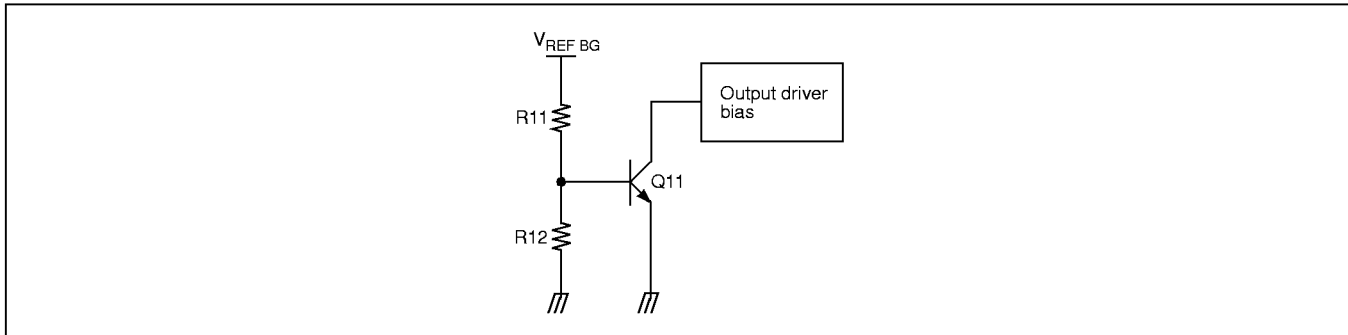 VREF BG
R11
Output driver
bias
Q11
R12